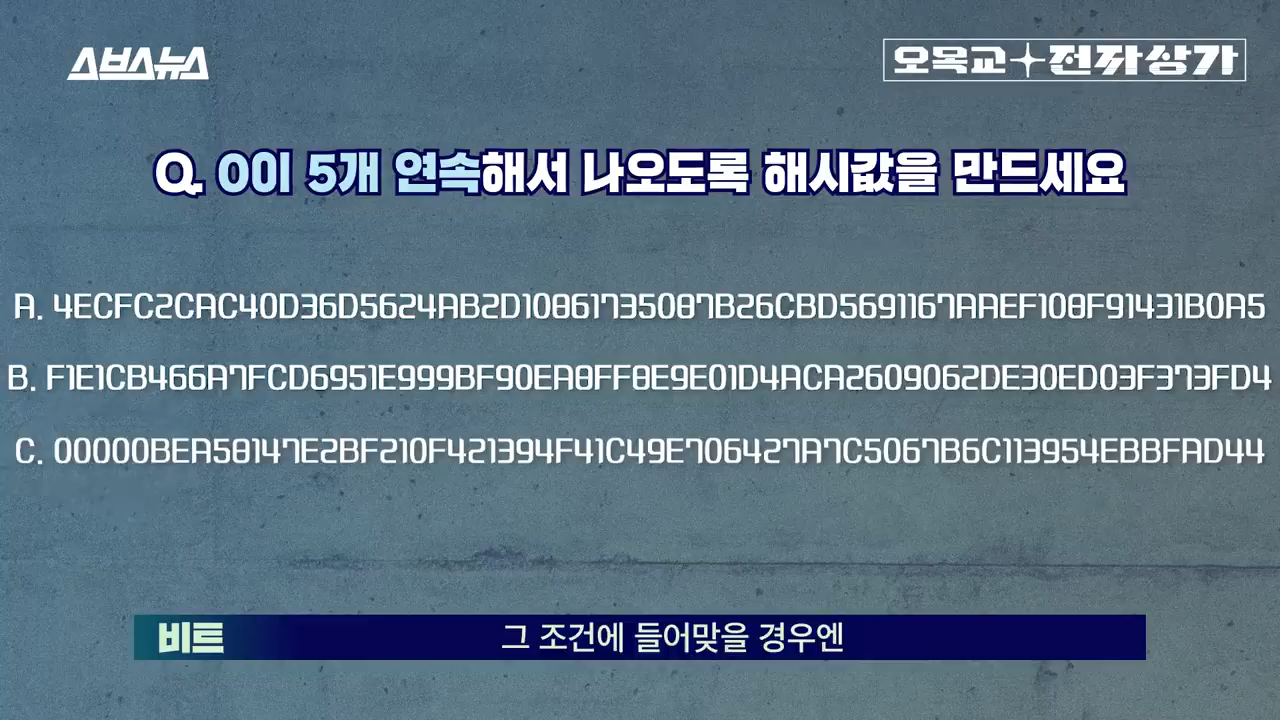 스브스뉴스
오목교 전자상가
Q. 0이 5개 연속해서 나오도록 해시값을 만드세요
A. 4ECFC2CAC40D36D5624AB2D10861735087B26CBD5691167AAEF108F91431B0A5
B. F1E1CB466A7FCD6951E999BF90EA8FF8E9E01D4ACA2609062DE30ED03F373FD4
C. 00000BEA58147E2BF210F421394F41C49E706427A7C5067B6C113954EBBFAD44
비트 그 조건에 들어맞을 경우엔